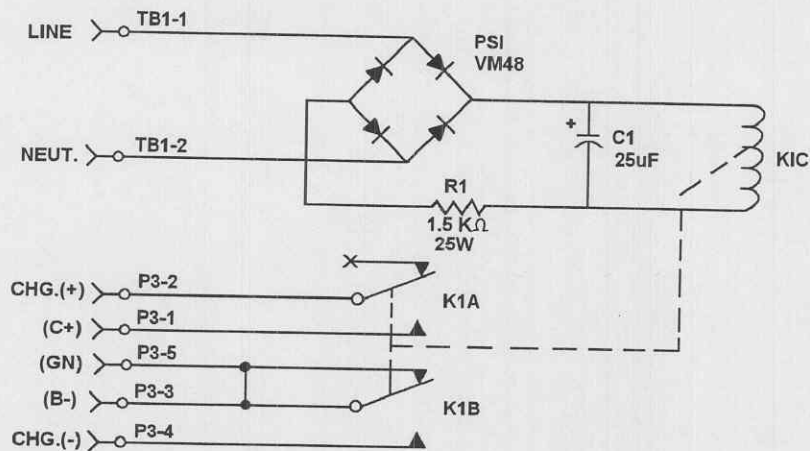 LINE
TB1-1
PSI
VM48
NEUT.
TB1-2
+
C1
25uF
KIC
R1
1.5 KΩ
25W
CHG.(+)
P3-2
K1A
(C+)
P3-1
(GN)
P3-5
(B-)
P3-3
K1B
CHG.(-)
P3-4